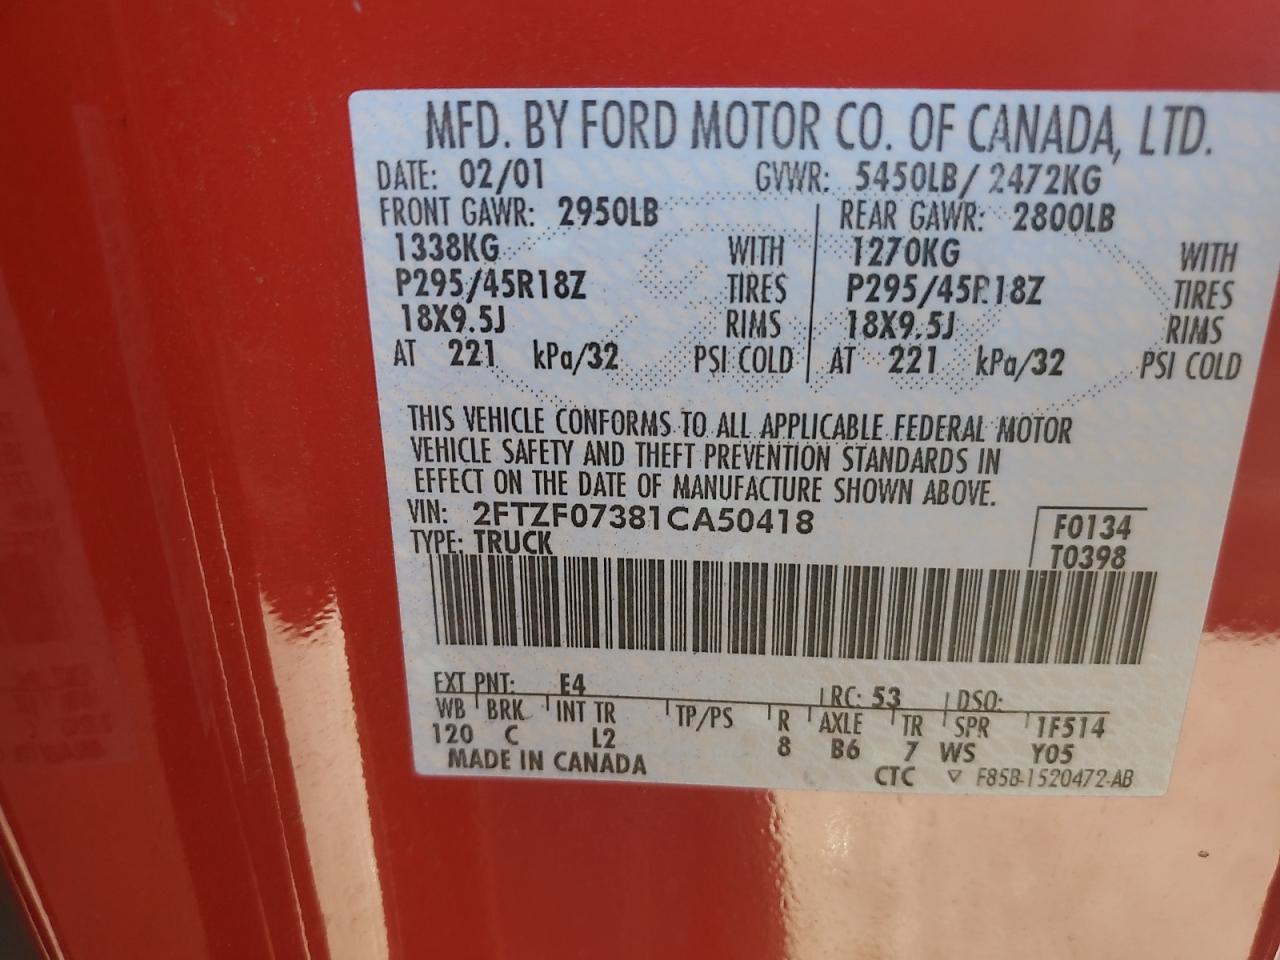 MFD. BY FORD MOTOR CO. OF CANADA, LTD.
DATE: 02/01 GVWR: 5450LB/ 2472KG
FRONT GAWR: 2950LB REAR GAWR: 2800LB
1338KG WITH 1270KG WITH
P295/45R18Z TIRES P295/45R18Z TIRES
18X9.5J RIMS 18X9.5J RIMS
AT 221 kPa/32 PSI COLD AT 221 kPa/32 PSI COLD
THIS VEHICLE CONFORMS TO ALL APPLICABLE FEDERAL MOTOR
VEHICLE SAFETY AND THEFT PREVENTION STANDARDS IN
EFFECT ON THE DATE OF MANUFACTURE SHOWN ABOVE.
VIN: 2FTZF07381CA50418 F0134
TYPE: TRUCK T0398
EXT PNT: E4 RC: 53 DSO:
WB BRK INT TR TP/PS R AXLE TR SPR 1F514
120 C L2 8 B6 7 WS Y05
MADE IN CANADA CTC ▽ F85B-1520472-AB